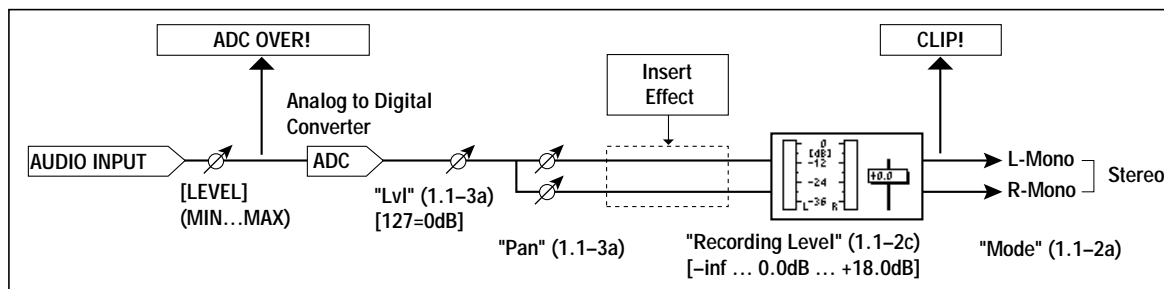 ADC OVER!
CLIP!
Insert
Effect
Analog to Digital
Converter
AUDIO INPUT
ADC
0
[dB]
-12
-24
-36
L R
+0.0
L-Mono
R-Mono
Stereo
[LEVEL]
(MIN…MAX)
"Lvl" (1.1–3a)
[127=0dB]
"Pan" (1.1–3a)
"Recording Level" (1.1–2c)
[–inf … 0.0dB … +18.0dB]
"Mode" (1.1–2a)